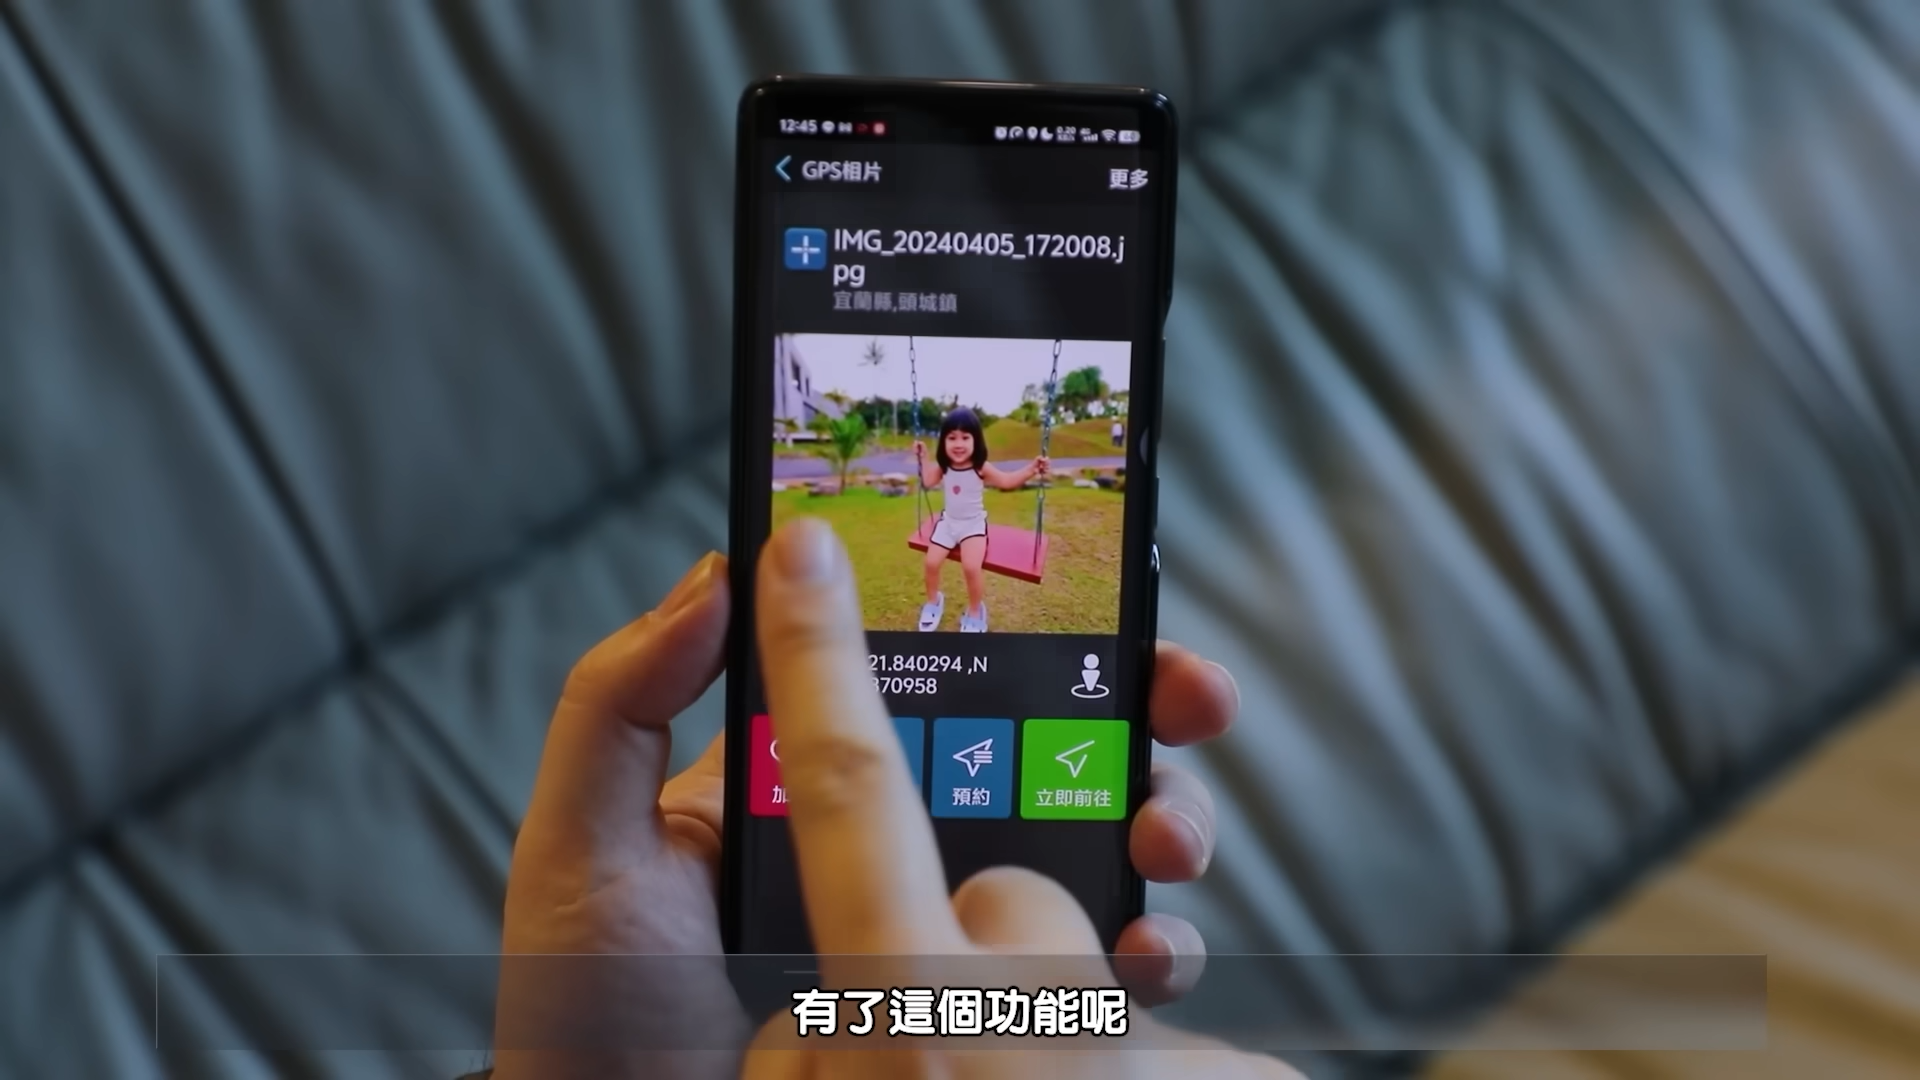 12:45
GPS相片
更多
IMG_20240405_172008.j
pg
宜蘭縣,頭城鎮
21.840294 ,N
370958
加
預約
立即前往
有了這個功能呢